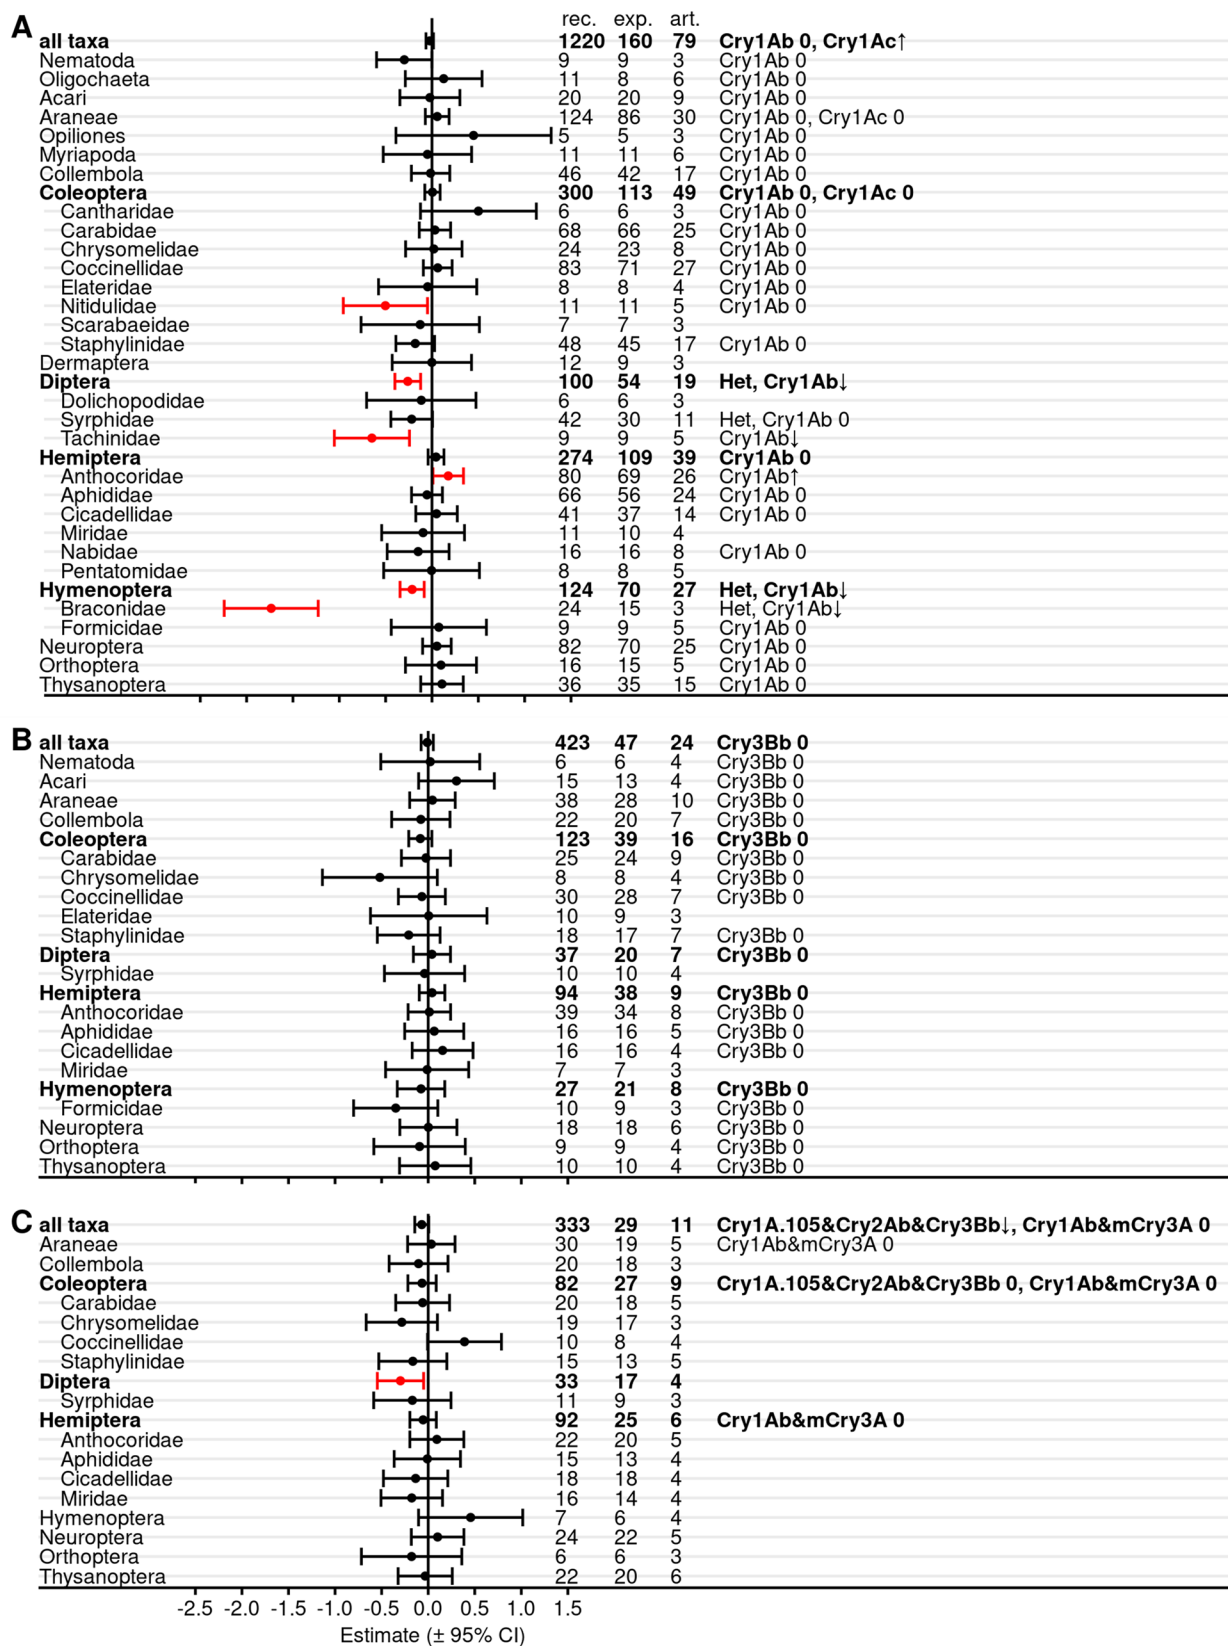 rec. exp. art.
A all taxa 1220 160 79 Cry1Ab 0, Cry1Ac↑
Nematoda 9 9 3 Cry1Ab 0
Oligochaeta 11 8 6 Cry1Ab 0
Acari 20 20 9 Cry1Ab 0
Araneae 124 86 30 Cry1Ab 0, Cry1Ac 0
Opiliones 5 5 3 Cry1Ab 0
Myriapoda 11 11 6 Cry1Ab 0
Collembola 46 42 17 Cry1Ab 0
Coleoptera 300 113 49 Cry1Ab 0, Cry1Ac 0
Cantharidae 6 6 3 Cry1Ab 0
Carabidae 68 66 25 Cry1Ab 0
Chrysomelidae 24 23 8 Cry1Ab 0
Coccinellidae 83 71 27 Cry1Ab 0
Elateridae 8 8 4 Cry1Ab 0
Nitidulidae 11 11 5 Cry1Ab 0
Scarabaeidae 7 7 3
Staphylinidae 48 45 17 Cry1Ab 0
Dermaptera 12 9 3
Diptera 100 54 19 Het, Cry1Ab↓
Dolichopodidae 6 6 3
Syrphidae 42 30 11 Het, Cry1Ab 0
Tachinidae 9 9 5 Cry1Ab↓
Hemiptera 274 109 39 Cry1Ab 0
Anthocoridae 80 69 26 Cry1Ab↑
Aphididae 66 56 24 Cry1Ab 0
Cicadellidae 41 37 14 Cry1Ab 0
Miridae 11 10 4
Nabidae 16 16 8 Cry1Ab 0
Pentatomidae 8 8 5
Hymenoptera 124 70 27 Het, Cry1Ab↓
Braconidae 24 15 3 Het, Cry1Ab↓
Formicidae 9 9 5 Cry1Ab 0
Neuroptera 82 70 25 Cry1Ab 0
Orthoptera 16 15 5 Cry1Ab 0
Thysanoptera 36 35 15 Cry1Ab 0
B all taxa 423 47 24 Cry3Bb 0
Nematoda 6 6 4 Cry3Bb 0
Acari 15 13 4 Cry3Bb 0
Araneae 38 28 10 Cry3Bb 0
Collembola 22 20 7 Cry3Bb 0
Coleoptera 123 39 16 Cry3Bb 0
Carabidae 25 24 9 Cry3Bb 0
Chrysomelidae 8 8 4 Cry3Bb 0
Coccinellidae 30 28 7 Cry3Bb 0
Elateridae 10 9 3
Staphylinidae 18 17 7 Cry3Bb 0
Diptera 37 20 7 Cry3Bb 0
Syrphidae 10 10 4
Hemiptera 94 38 9 Cry3Bb 0
Anthocoridae 39 34 8 Cry3Bb 0
Aphididae 16 16 5 Cry3Bb 0
Cicadellidae 16 16 4 Cry3Bb 0
Miridae 7 7 3
Hymenoptera 27 21 8 Cry3Bb 0
Formicidae 10 9 3 Cry3Bb 0
Neuroptera 18 18 6 Cry3Bb 0
Orthoptera 9 9 4 Cry3Bb 0
Thysanoptera 10 10 4 Cry3Bb 0
C all taxa 333 29 11 Cry1A.105&Cry2Ab&Cry3Bb↓, Cry1Ab&mCry3A 0
Araneae 30 19 5 Cry1Ab&mCry3A 0
Collembola 20 18 3
Coleoptera 82 27 9 Cry1A.105&Cry2Ab&Cry3Bb 0, Cry1Ab&mCry3A 0
Carabidae 20 18 5
Chrysomelidae 19 17 3
Coccinellidae 10 8 4
Staphylinidae 15 13 5
Diptera 33 17 4
Syrphidae 11 9 3
Hemiptera 92 25 6 Cry1Ab&mCry3A 0
Anthocoridae 22 20 5
Aphididae 15 13 4
Cicadellidae 18 18 4
Miridae 16 14 4
Hymenoptera 7 6 4
Neuroptera 24 22 5
Orthoptera 6 6 3
Thysanoptera 22 20 6
-2.5 -2.0 -1.5 -1.0 -0.5 0.0 0.5 1.0 1.5
Estimate (± 95% CI)